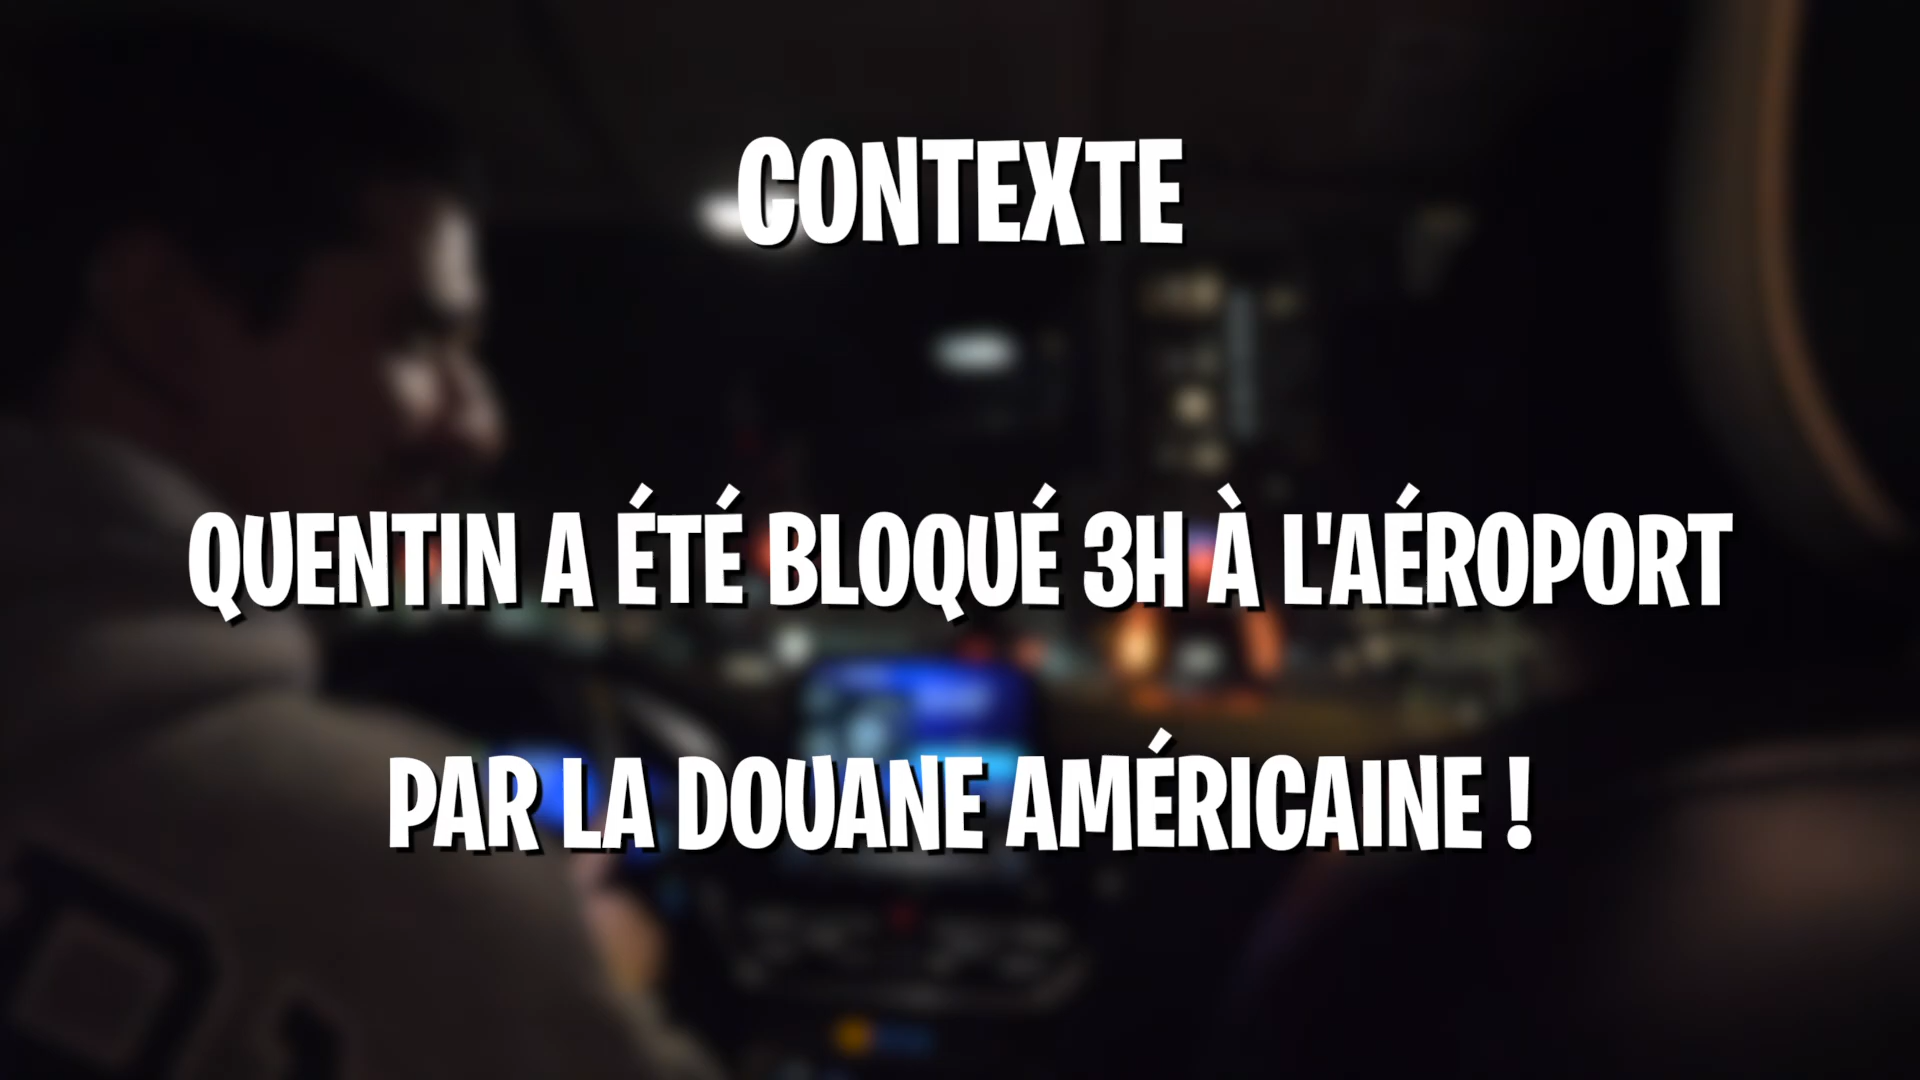 CONTEXTE
QUENTIN A ÉTÉ BLOQUÉ 3H À L'AÉROPORT
PAR LA DOUANE AMÉRICAINE !